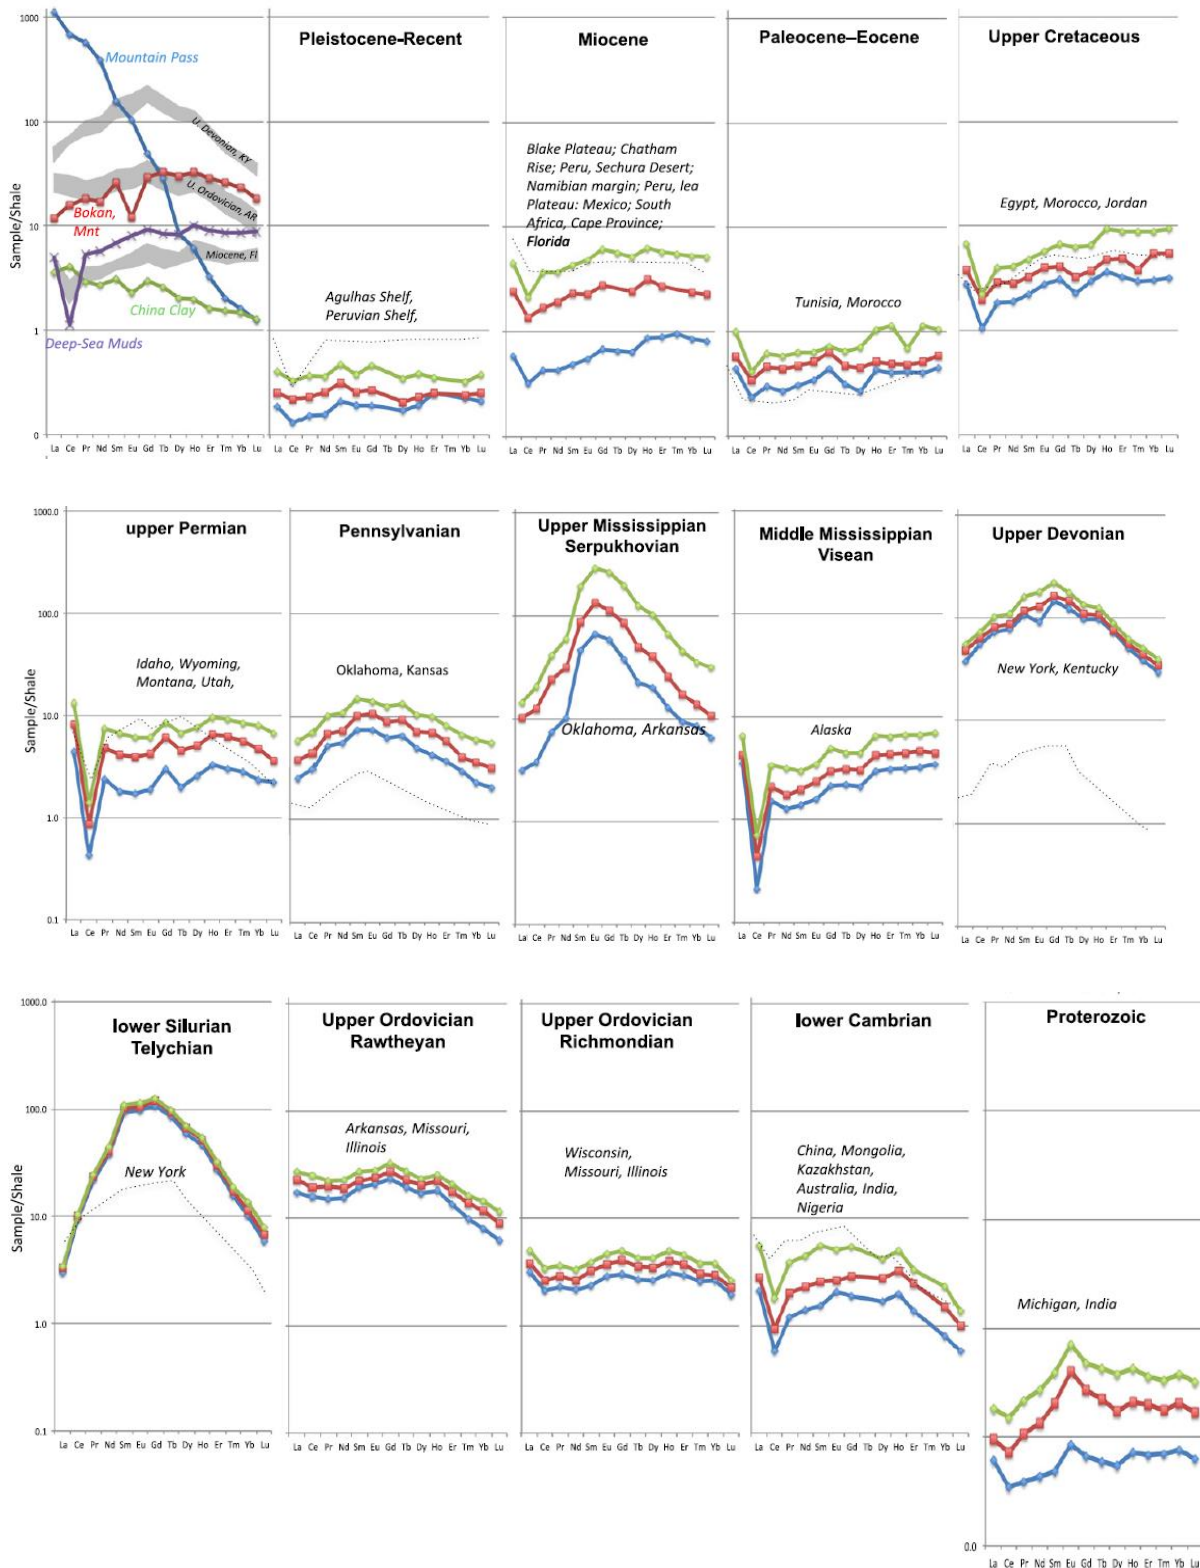 1000
100
10
1
0
Sample/Shale
Mountain Pass
U. Devonian, KY
U. Ordovician, AR
Bokan,
Mnt
Miocene, Fl
China Clay
Deep-Sea Muds
La Ce Pr Nd Sm Eu Gd Tb Dy Ho Er Tm Yb Lu
Pleistocene-Recent
Agulhas Shelf,
Peruvian Shelf,
La Ce Pr Nd Sm Eu Gd Tb Dy Ho Er Tm Yb Lu
Miocene
Blake Plateau; Chatham
Rise; Peru, Sechura Desert;
Namibian margin; Peru, lea
Plateau: Mexico; South
Africa, Cape Province;
Florida
La Ce Pr Nd Sm Eu Gd Tb Dy Ho Er Tm Yb Lu
Paleocene–Eocene
Tunisia, Morocco
La Ce Pr Nd Sm Eu Gd Tb Dy Ho Er Tm Yb Lu
Upper Cretaceous
Egypt, Morocco, Jordan
La Ce Pr Nd Sm Eu Gd Tb Dy Ho Er Tm Yb Lu
1000.0
100.0
10.0
1.0
0.1
Sample/Shale
upper Permian
Idaho, Wyoming,
Montana, Utah,
La Ce Pr Nd Sm Eu Gd Tb Dy Ho Er Tm Yb Lu
Pennsylvanian
Oklahoma, Kansas
La Ce Pr Nd Sm Eu Gd Tb Dy Ho Er Tm Yb Lu
Upper Mississippian
Serpukhovian
Oklahoma, Arkansas
La Ce Pr Nd Sm Eu Gd Tb Dy Ho Er Tm Yb Lu
Middle Mississippian
Visean
Alaska
La Ce Pr Nd Sm Eu Gd Tb Dy Ho Er Tm Yb Lu
Upper Devonian
New York, Kentucky
La Ce Pr Nd Sm Eu Gd Tb Dy Ho Er Tm Yb Lu
1000.0
100.0
10.0
1.0
0.1
Sample/Shale
lower Silurian
Telychian
New York
La Ce Pr Nd Sm Eu Gd Tb Dy Ho Er Tm Yb Lu
Upper Ordovician
Rawtheyan
Arkansas, Missouri,
Illinois
La Ce Pr Nd Sm Eu Gd Tb Dy Ho Er Tm Yb Lu
Upper Ordovician
Richmondian
Wisconsin,
Missouri, Illinois
La Ce Pr Nd Sm Eu Gd Tb Dy Ho Er Tm Yb Lu
lower Cambrian
China, Mongolia,
Kazakhstan,
Australia, India,
Nigeria
La Ce Pr Nd Sm Eu Gd Tb Dy Ho Er Tm Yb Lu
Proterozoic
Michigan, India
0.0
La Ce Pr Nd Sm Eu Gd Tb Dy Ho Er Tm Yb Lu